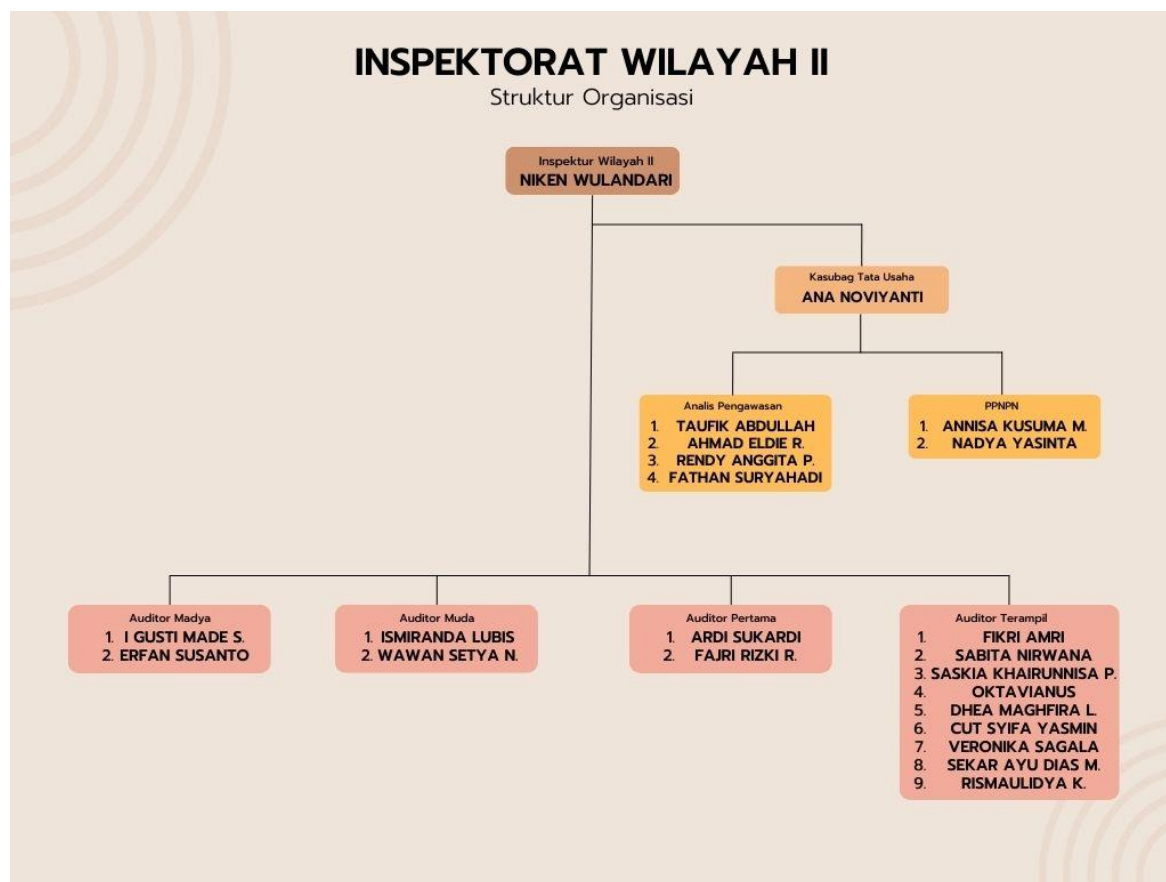 INSPEKTORAT WILAYAH II
Struktur Organisasi
Inspektur Wilayah II
NIKEN WULANDARI
Kasubag Tata Usaha
ANA NOVIYANTI
Analis Pengawasan
1. TAUFIK ABDULLAH
2. AHMAD ELDIE R.
3. RENDY ANGGITA P.
4. FATHAN SURYAHADI
PPNPN
1. ANNISA KUSUMA M.
2. NADYA YASINTA
Auditor Madya
1. I GUSTI MADE S.
2. ERFAN SUSANTO
Auditor Muda
1. ISMIRANDA LUBIS
2. WAWAN SETYA N.
Auditor Pertama
1. ARDI SUKARDI
2. FAJRI RIZKI R.
Auditor Terampil
1. FIKRI AMRI
2. SABITA NIRWANA
3. SASKIA KHAIRUNNISA P.
4. OKTAVIANUS
5. DHEA MAGHFIRA L.
6. CUT SYIFA YASMIN
7. VERONIKA SAGALA
8. SEKAR AYU DIAS M.
9. RISMAULIDYA K.